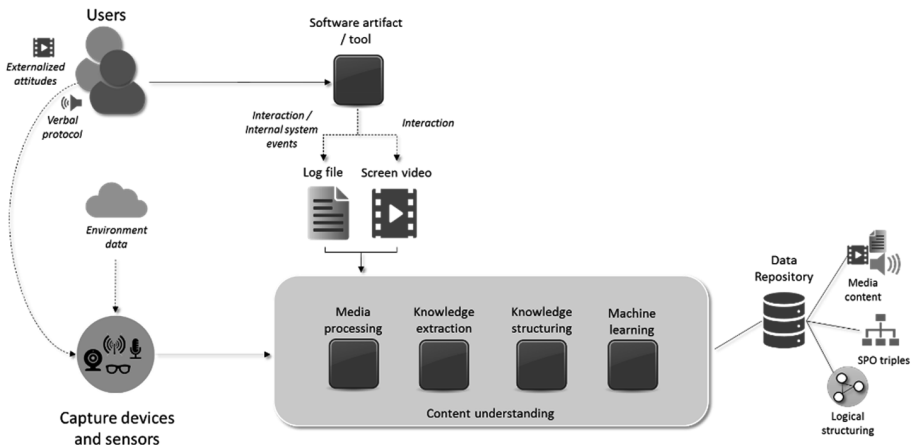 Users
Externalized
attitudes
Verbal
protocol
Software artifact
/ tool
Interaction /
Internal system
events
Interaction
Log file
Screen video
Environment
data
Capture devices
and sensors
Media
processing
Knowledge
extraction
Knowledge
structuring
Machine
learning
Content understanding
Data
Repository
Media
content
SPO triples
Logical
structuring